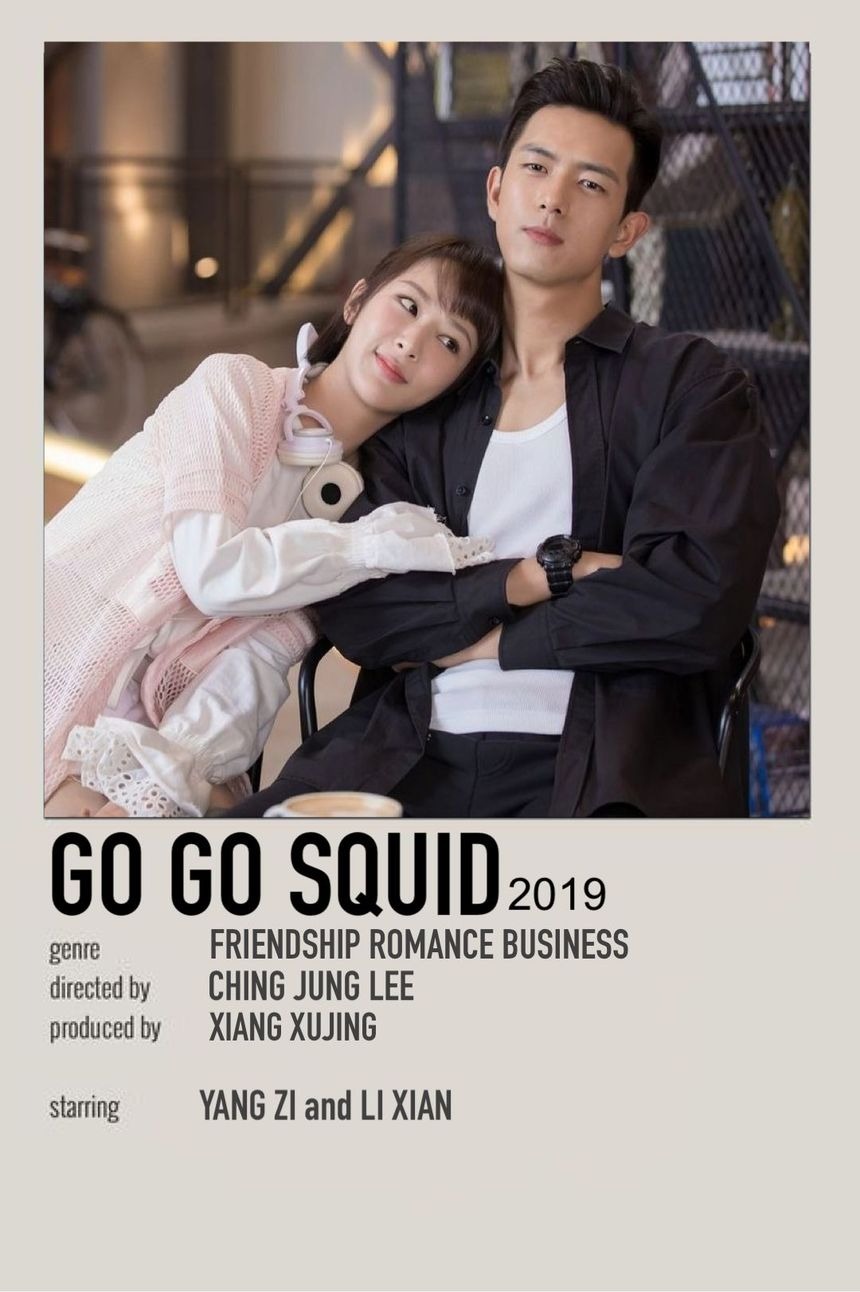 GO GO SQUID 2019
genre FRIENDSHIP ROMANCE BUSINESS
directed by CHING JUNG LEE
produced by XIANG XUJING
starring YANG ZI and LI XIAN